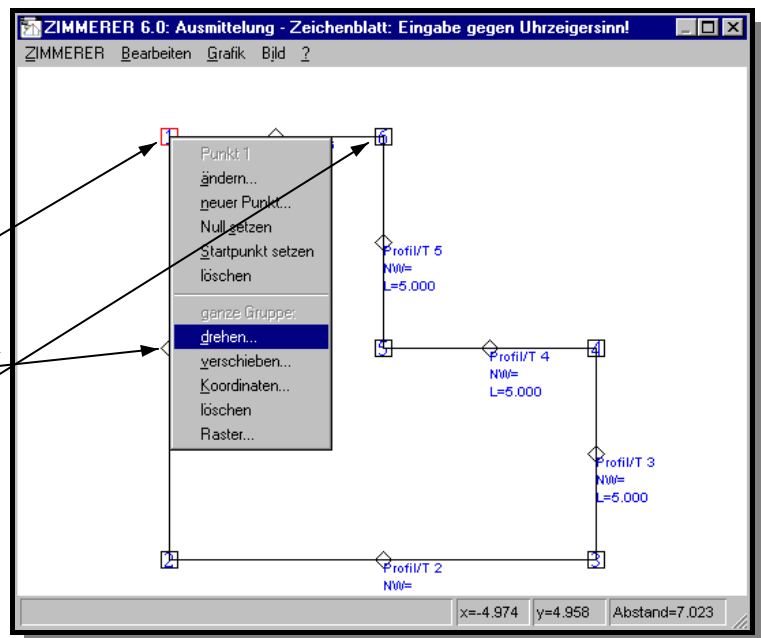 ZIMMERER 6.0: Ausmittelung - Zeichenblatt: Eingabe gegen Uhrzeigersinn!
ZIMMERER Bearbeiten Grafik Bild ?
1
6
Punkt 1
ändern...
neuer Punkt...
Null setzen
Startpunkt setzen
löschen
ganze Gruppe:
drehen...
verschieben...
Koordinaten...
löschen
Raster...
Profil/T 5
NW=
L=5.000
5
4
Profil/T 4
NW=
L=5.000
Profil/T 3
NW=
L=5.000
2
3
Profil/T 2
NW=
x=-4.974 y=4.958 Abstand=7.023